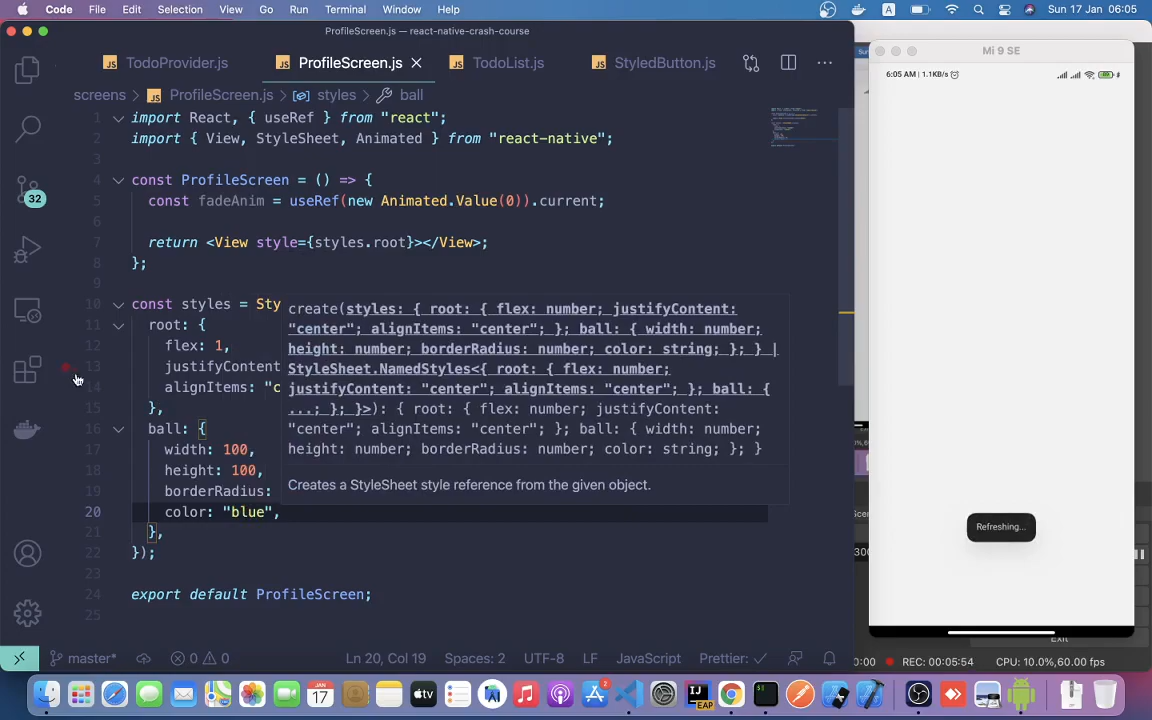 Code File Edit Selection View Go Run Terminal Window Help A Sun 17 Jan 06:05
ProfileScreen.js — react-native-crash-course
JS TodoProvider.js JS ProfileScreen.js JS TodoList.js JS StyledButton.js
screens JS ProfileScreen.js styles ball
1 import React, { useRef } from "react";
2 import { View, StyleSheet, Animated } from "react-native";
3
4 const ProfileScreen = () => {
5 const fadeAnim = useRef(new Animated.Value(0)).current;
6
7 return <View style={styles.root}></View>;
8 };
9
10 const styles = Sty
11 root: {
12 flex: 1,
13 justifyContent
14 alignItems: "c
15 },
16 ball: {
17 width: 100,
18 height: 100,
19 borderRadius:
20 color: "blue",
21 },
22 });
23
24 export default ProfileScreen;
25
create(styles: { root: { flex: number; justifyContent:
"center"; alignItems: "center"; }; ball: { width: number;
height: number; borderRadius: number; color: string; }; } |
StyleSheet.NamedStyles<{ root: { flex: number;
justifyContent: "center"; alignItems: "center"; }; ball: {
...; }; }>): { root: { flex: number; justifyContent:
"center"; alignItems: "center"; }; ball: { width: number;
height: number; borderRadius: number; color: string; }; }
Creates a StyleSheet style reference from the given object.
32
master* 0 0 Ln 20, Col 19 Spaces: 2 UTF-8 LF JavaScript Prettier:
Mi 9 SE
6:05 AM | 1.1KB/s
Refreshing...
Exit
REC: 00:05:54 CPU: 10.0%,60.00 fps
17
2
EAP